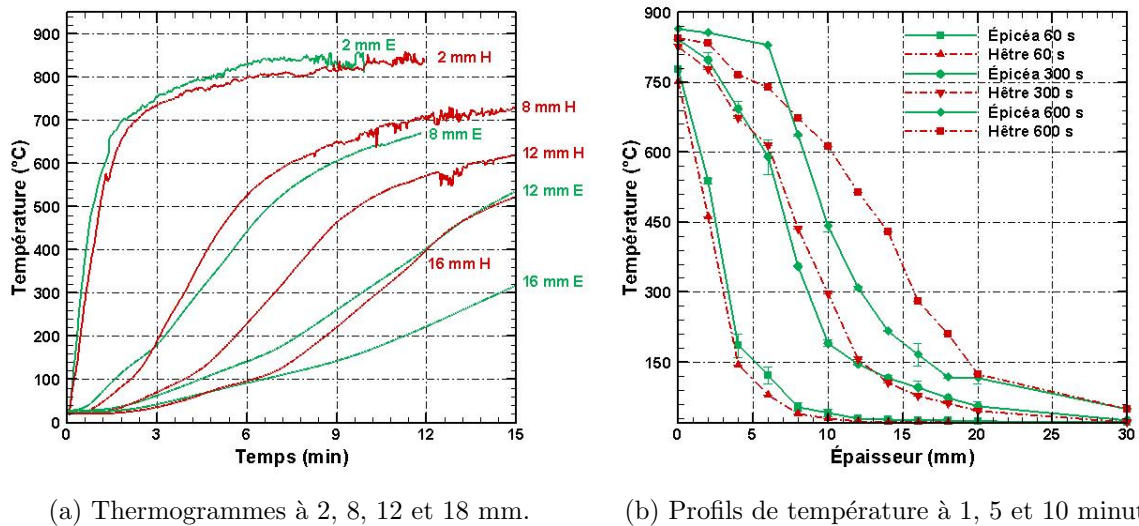 900
800
700
600
500
400
300
200
100
0
Température (°C)
0 3 6 9 12 15
Temps (min)
2 mm E
2 mm H
8 mm H
8 mm E
12 mm H
12 mm E
16 mm H
16 mm E
900
750
600
450
300
150
Température (°C)
0 5 10 15 20 30
Épaisseur (mm)
Épicéa 60 s
Hêtre 60 s
Épicéa 300 s
Hêtre 300 s
Épicéa 600 s
Hêtre 600 s
(a) Thermogrammes à 2, 8, 12 et 18 mm.
(b) Profils de température à 1, 5 et 10 minut